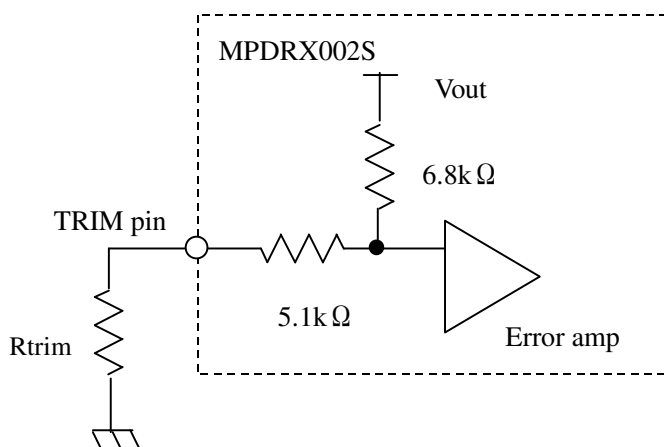 MPDRX002S
Vout
6.8kΩ
TRIM pin
5.1kΩ
Rtrim
Error amp